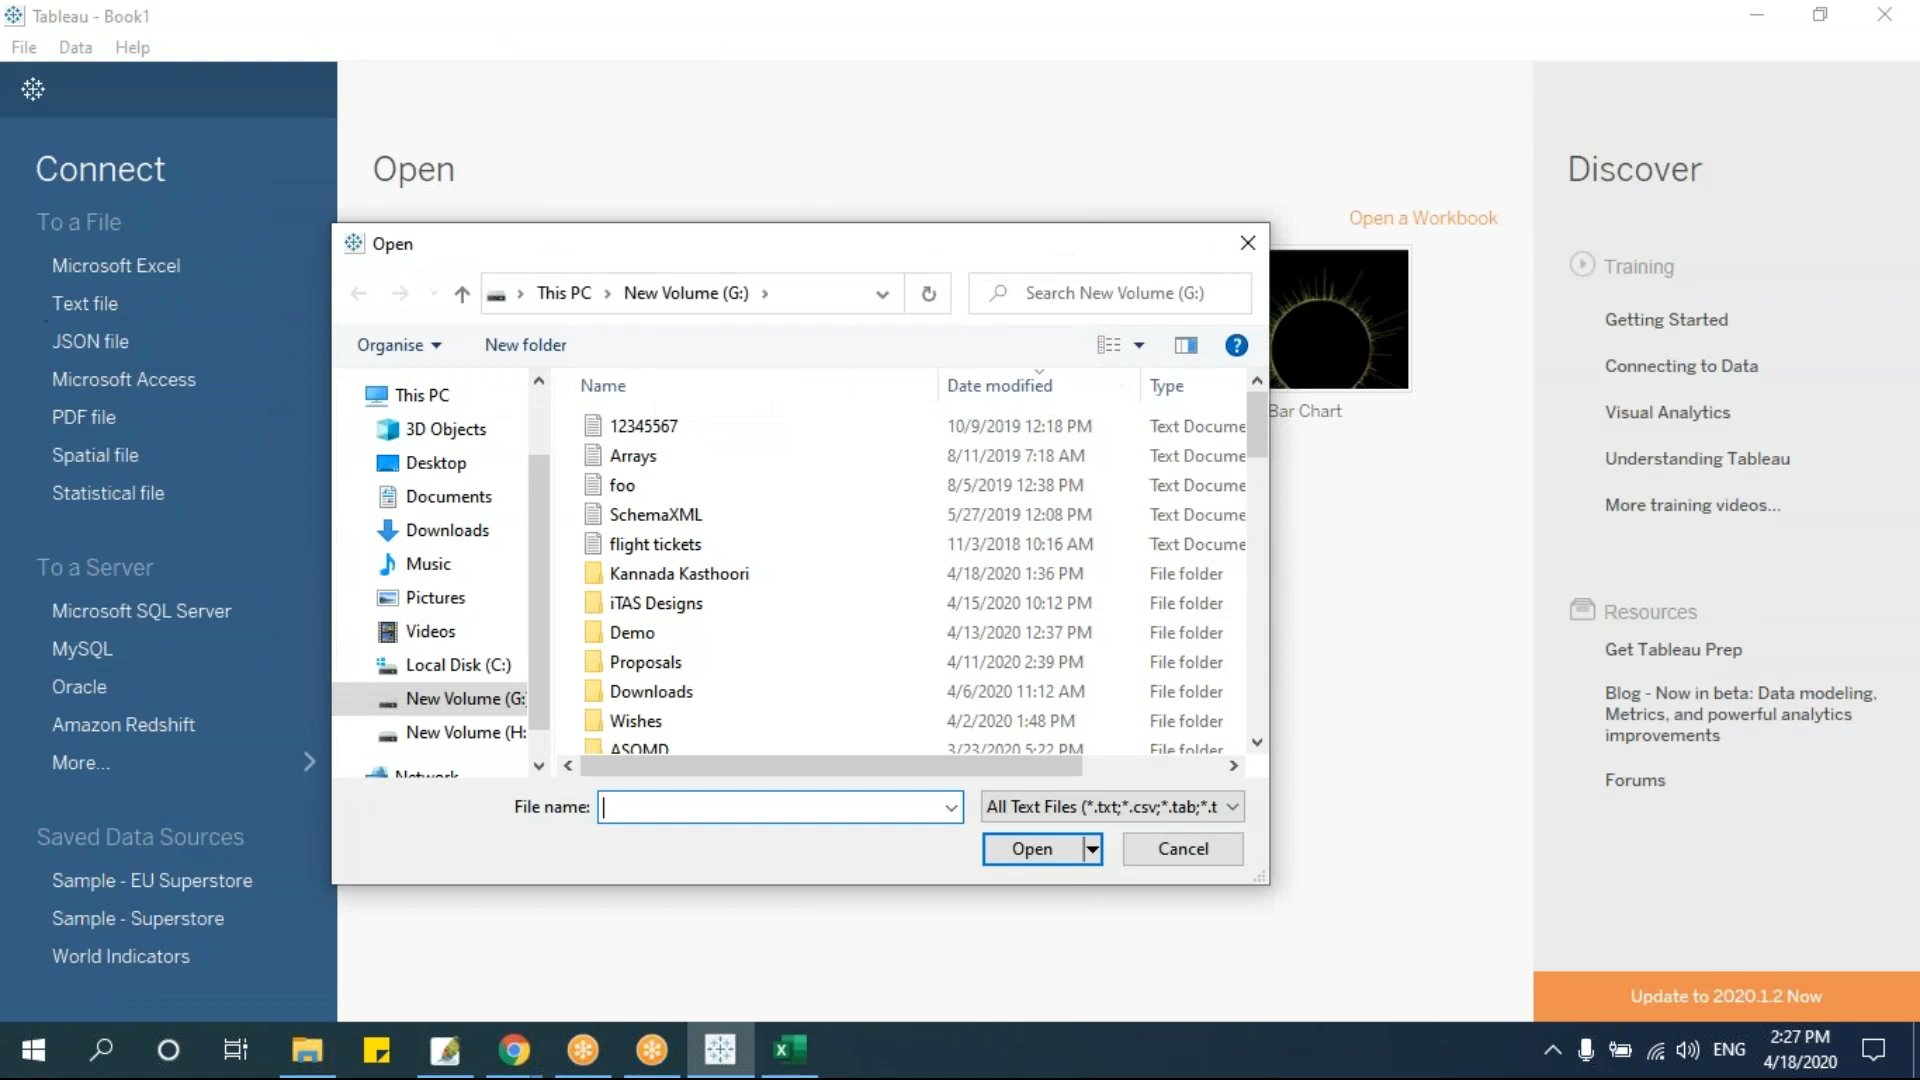 Tableau - Book1
File Data Help
Connect
To a File
Microsoft Excel
Text file
JSON file
Microsoft Access
PDF file
Spatial file
Statistical file
To a Server
Microsoft SQL Server
MySQL
Oracle
Amazon Redshift
More...
Saved Data Sources
Sample - EU Superstore
Sample - Superstore
World Indicators
Open
Open a Workbook
Bar Chart
Open
This PC New Volume (G:)
Search New Volume (G:)
Organise New folder
This PC
3D Objects
Desktop
Documents
Downloads
Music
Pictures
Videos
Local Disk (C:)
New Volume (G:
New Volume (H:
Network
Name Date modified Type
12345567 10/9/2019 12:18 PM Text Docume
Arrays 8/11/2019 7:18 AM Text Docume
foo 8/5/2019 12:38 PM Text Docume
SchemaXML 5/27/2019 12:08 PM Text Docume
flight tickets 11/3/2018 10:16 AM Text Docume
Kannada Kasthoori 4/18/2020 1:36 PM File folder
iTAS Designs 4/15/2020 10:12 PM File folder
Demo 4/13/2020 12:37 PM File folder
Proposals 4/11/2020 2:39 PM File folder
Downloads 4/6/2020 11:12 AM File folder
Wishes 4/2/2020 1:48 PM File folder
ASOMD 3/23/2020 5:22 PM File folder
File name: All Text Files (*.txt;*.csv;*.tab;*.t
Open Cancel
Discover
Training
Getting Started
Connecting to Data
Visual Analytics
Understanding Tableau
More training videos...
Resources
Get Tableau Prep
Blog - Now in beta: Data modeling,
Metrics, and powerful analytics
improvements
Forums
Update to 2020.1.2 Now
ENG
2:27 PM
4/18/2020